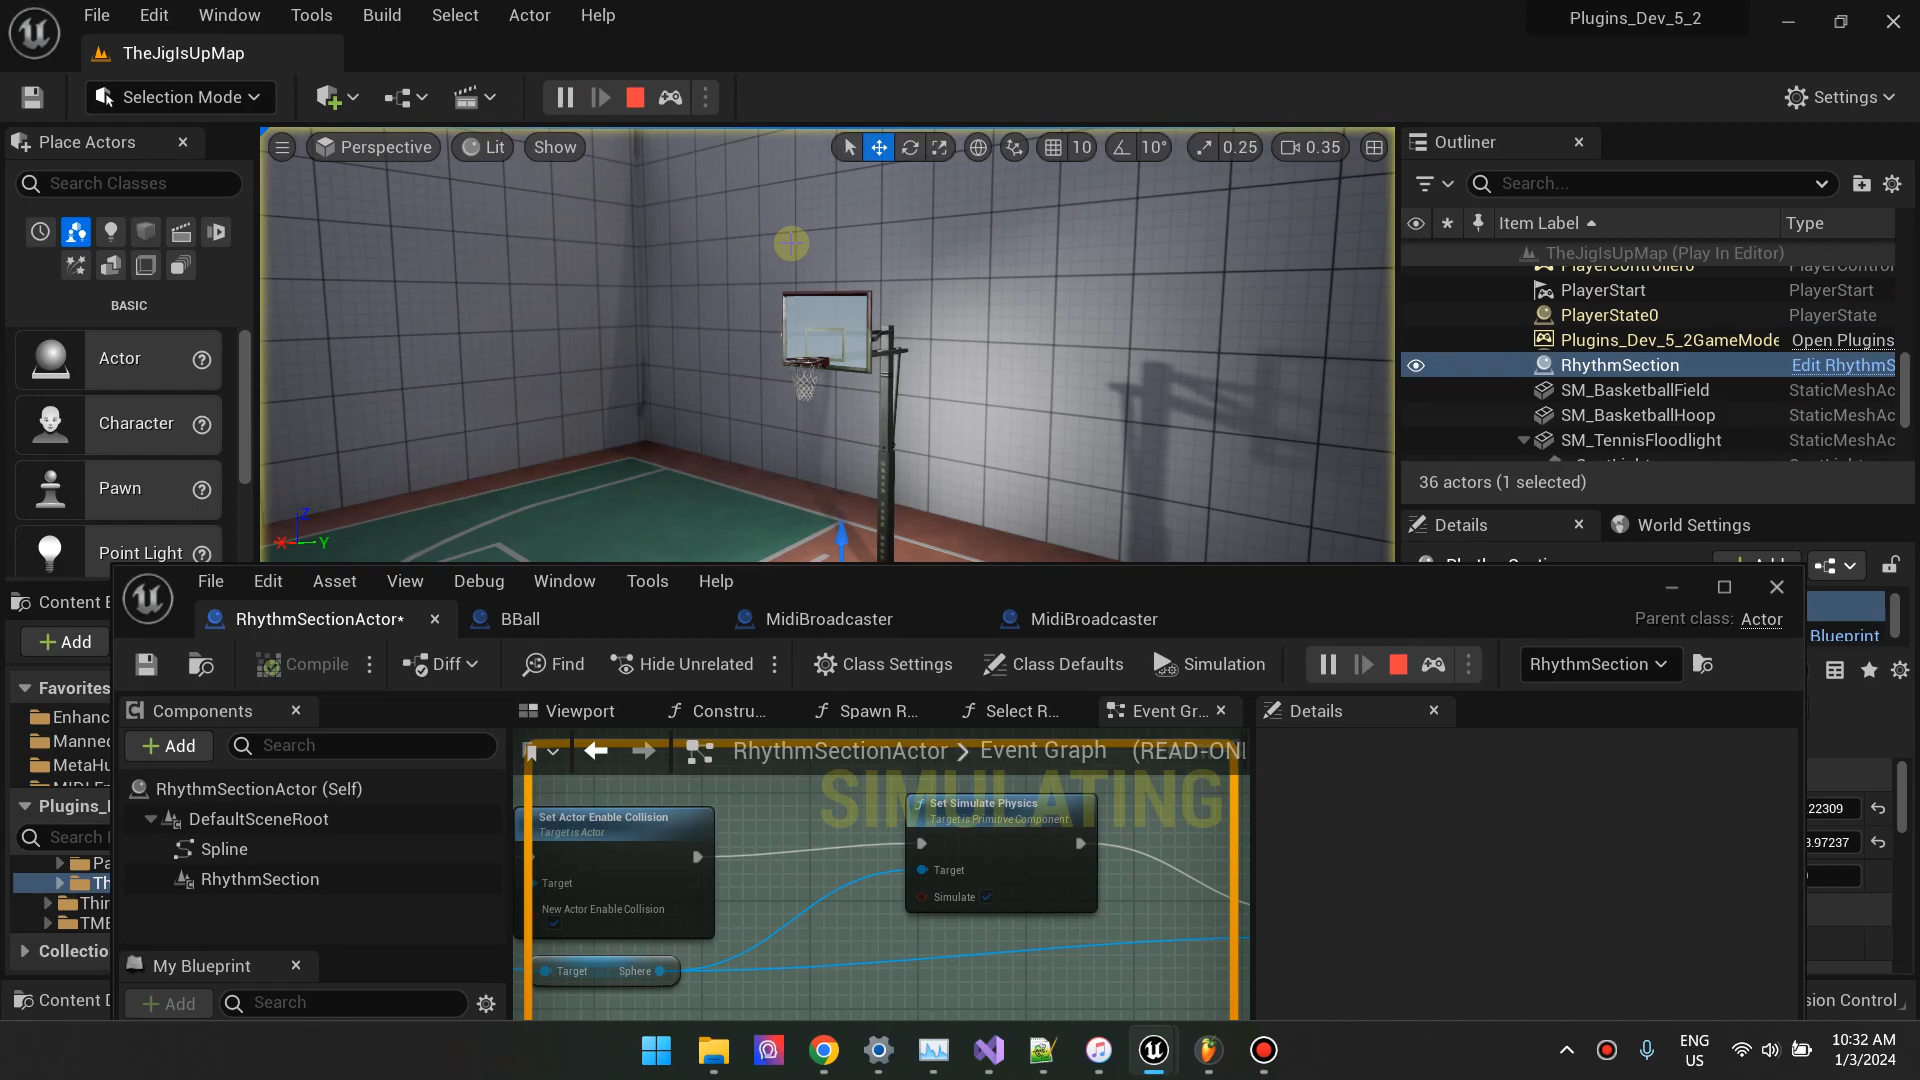 File Edit Window Tools Build Select Actor Help
Plugins_Dev_5_2
TheJigIsUpMap
Selection Mode
Settings
Place Actors
Search Classes
BASIC
Actor
Character
Pawn
Point Light
Perspective Lit Show
10 10° 0.25 0.35
Outliner
Search...
Item Label Type
TheJigIsUpMap (Play In Editor)
PlayerStart PlayerStart
PlayerState0 PlayerState
Plugins_Dev_5_2GameMode Open Plugins
RhythmSection Edit RhythmS
SM_BasketballField StaticMeshAc
SM_BasketballHoop StaticMeshAc
SM_TennisFloodlight StaticMeshAc
36 actors (1 selected)
Details World Settings
Z
X Y
Content B
Add
Favorites
Enhanc
Manneq
MetaHu
Plugins_
Search
Pa
Th
Thir
TME
Collectio
Content D
File Edit Asset View Debug Window Tools Help
RhythmSectionActor* BBall MidiBroadcaster MidiBroadcaster
Parent class: Actor
Blueprint
Compile Diff Find Hide Unrelated Class Settings Class Defaults Simulation RhythmSection
Components
Add Search
RhythmSectionActor (Self)
DefaultSceneRoot
Spline
RhythmSection
My Blueprint
Add Search
Viewport Constru... Spawn R... Select R... Event Gr... Details
RhythmSectionActor > Event Graph (READ-ONL
SIMULATING
Set Actor Enable Collision
Target is Actor
Target
New Actor Enable Collision
Target Sphere
Set Simulate Physics
Target is Primitive Component
Target
Simulate
22309
3.97237
sion Control
ENG
US
10:32 AM
1/3/2024